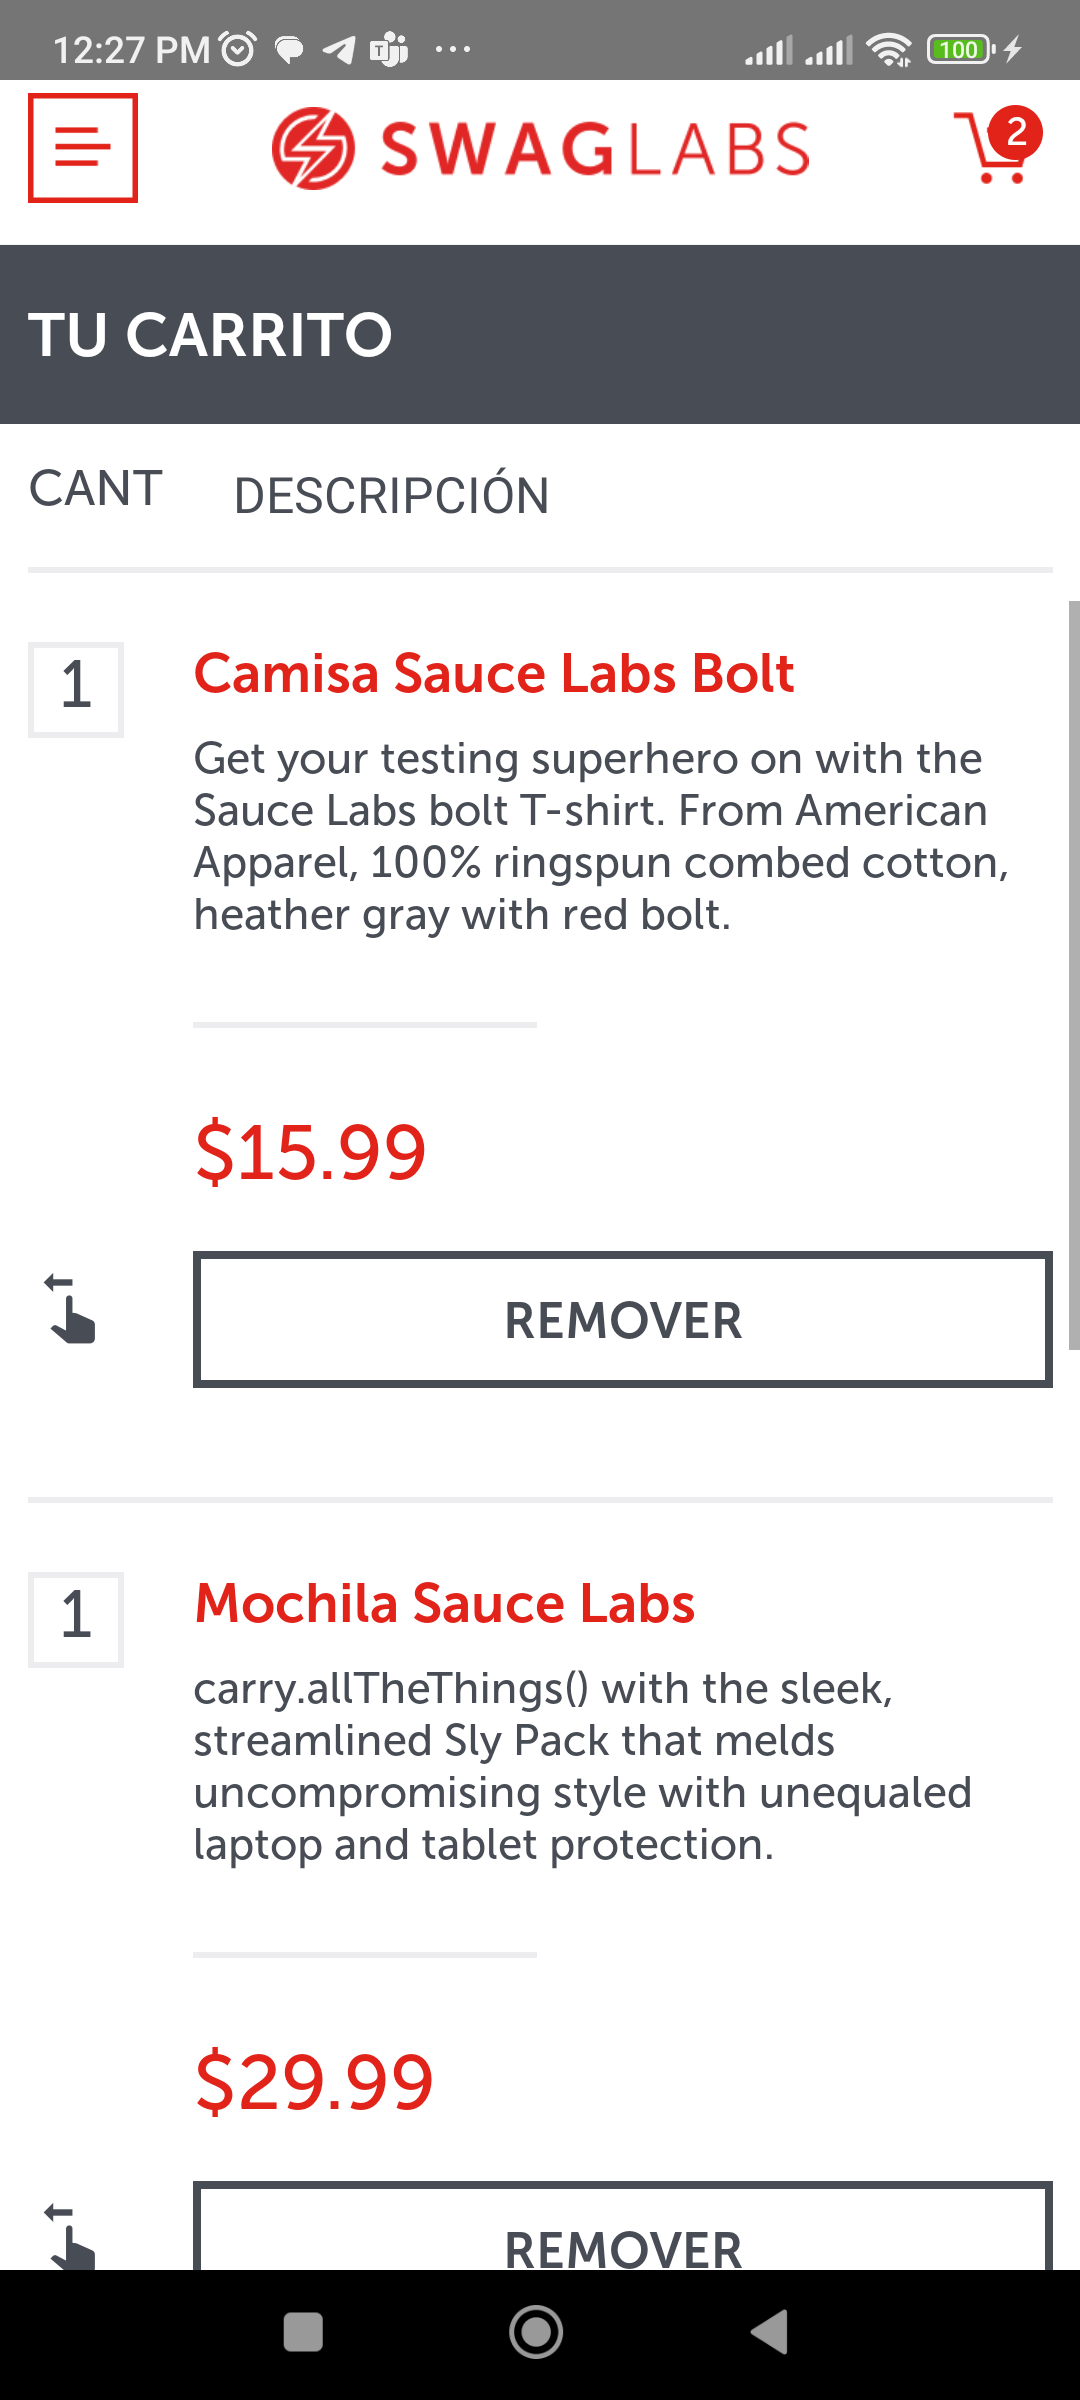 12:27 PM
100
SWAGLABS
2
TU CARRITO
CANT DESCRIPCIÓN
1
Camisa Sauce Labs Bolt
Get your testing superhero on with the
Sauce Labs bolt T-shirt. From American
Apparel, 100% ringspun combed cotton,
heather gray with red bolt.
$15.99
REMOVER
1
Mochila Sauce Labs
carry.allTheThings() with the sleek,
streamlined Sly Pack that melds
uncompromising style with unequaled
laptop and tablet protection.
$29.99
REMOVER